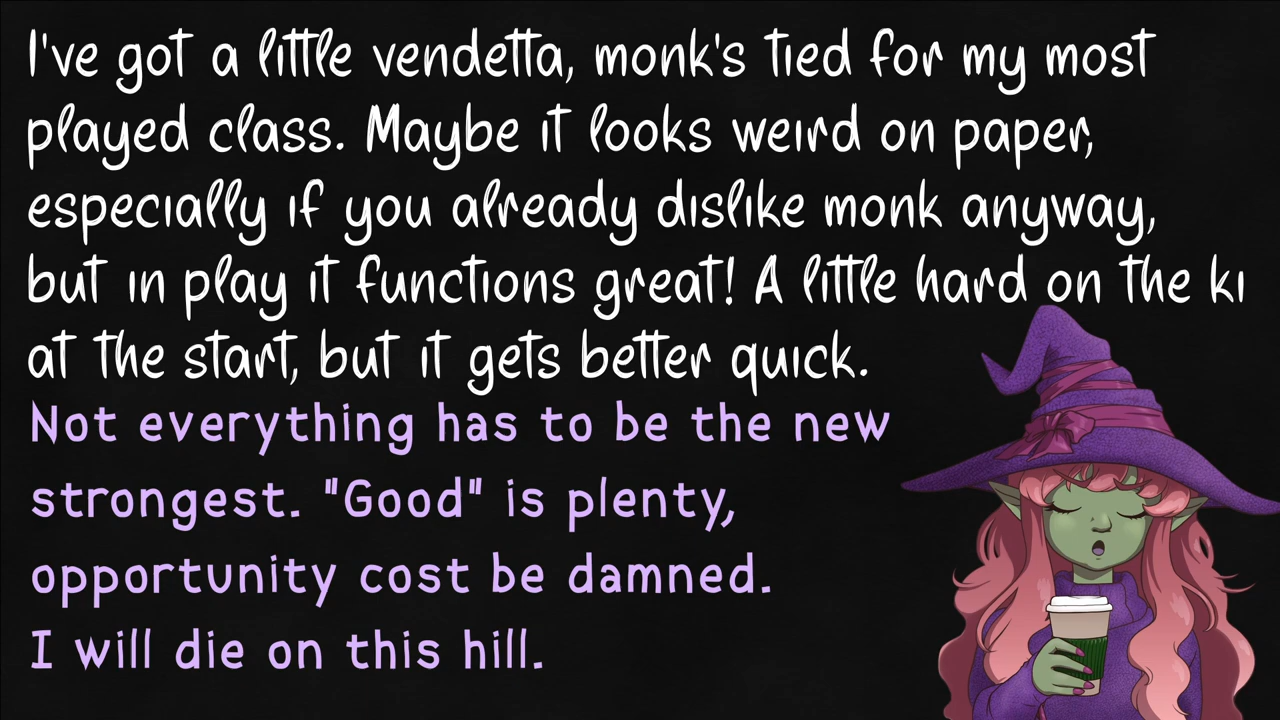 I've got a little vendetta, monk's tied for my most
played class. Maybe it looks weird on paper,
especially if you already dislike monk anyway,
but in play it functions great! A little hard on the ki
at the start, but it gets better quick.
Not everything has to be the new
strongest. "Good" is plenty,
opportunity cost be damned.
I will die on this hill.